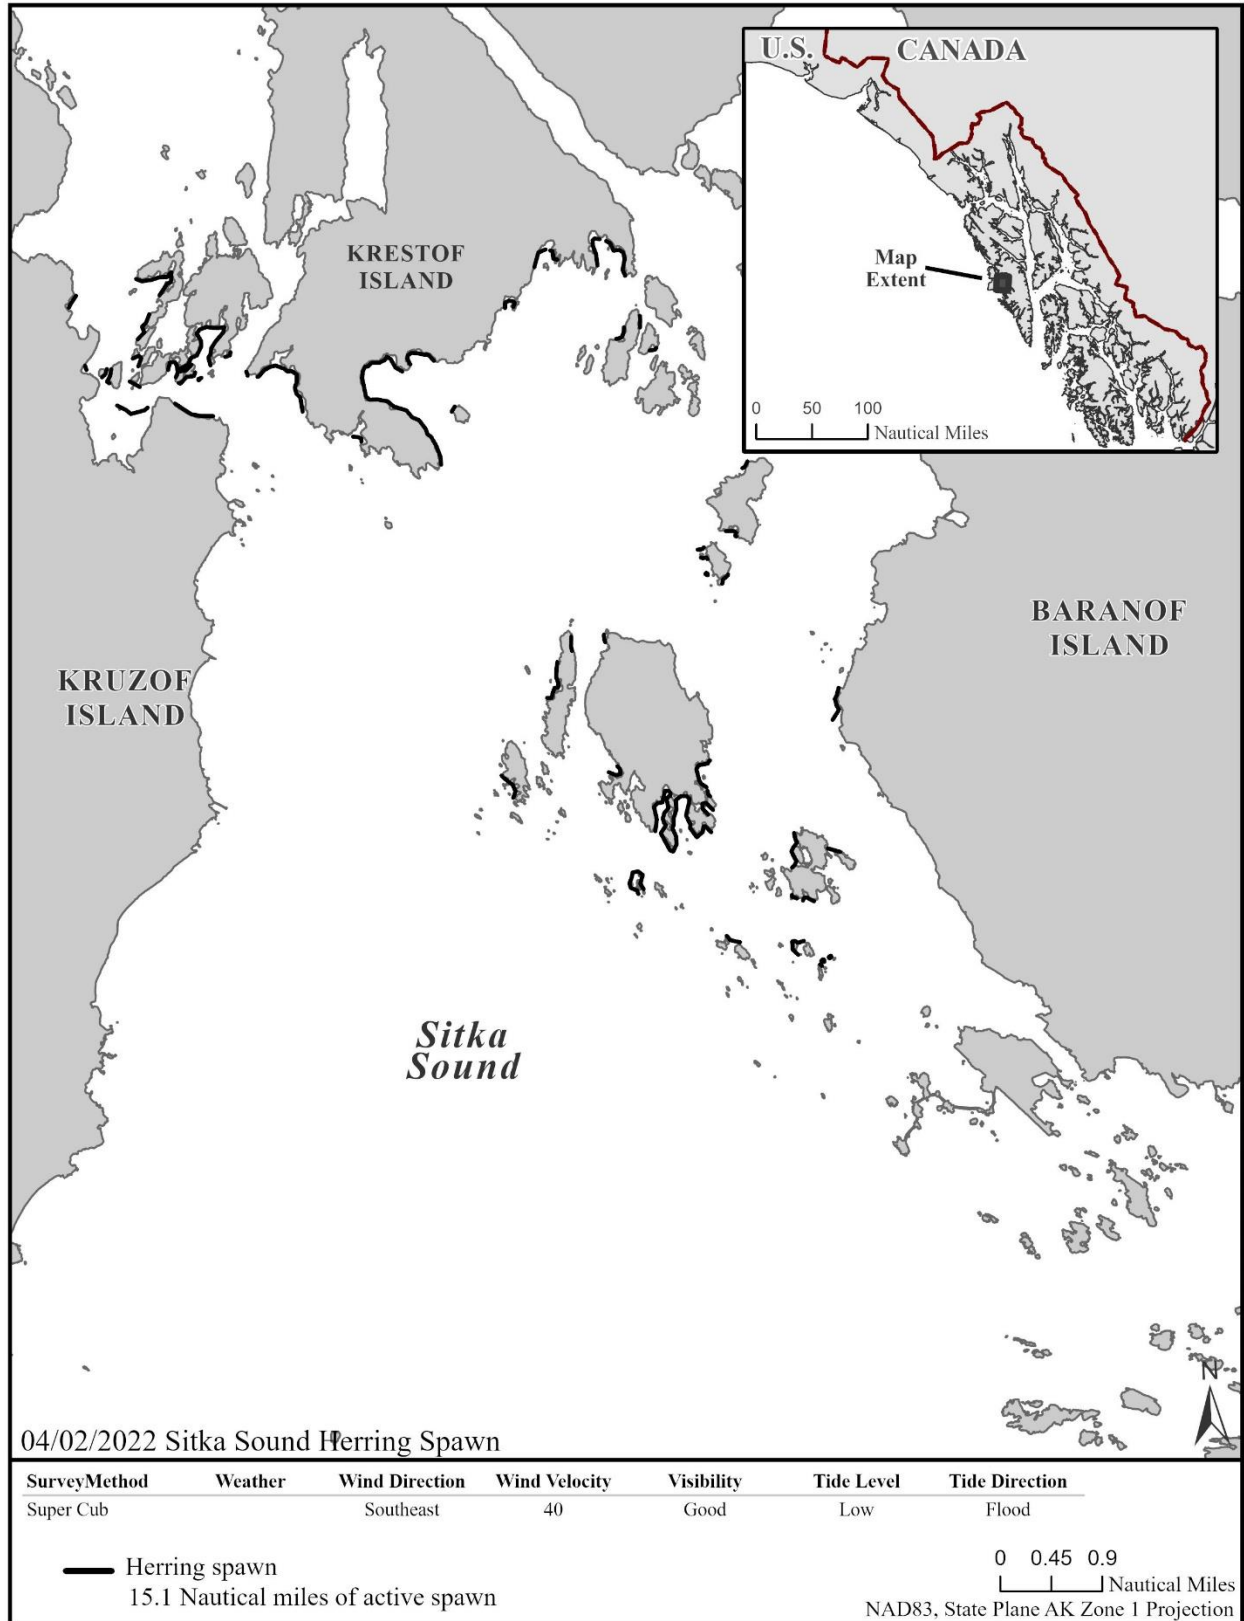 U.S. CANADA
Map
Extent
0 50 100
Nautical Miles
KRESTOF
ISLAND
BARANOF
ISLAND
KRUZOF
ISLAND
Sitka
Sound
N
04/02/2022 Sitka Sound Herring Spawn
SurveyMethod Weather Wind Direction Wind Velocity Visibility Tide Level Tide Direction
Super Cub Southeast 40 Good Low Flood
Herring spawn
15.1 Nautical miles of active spawn
0 0.45 0.9
Nautical Miles
NAD83, State Plane AK Zone 1 Projection